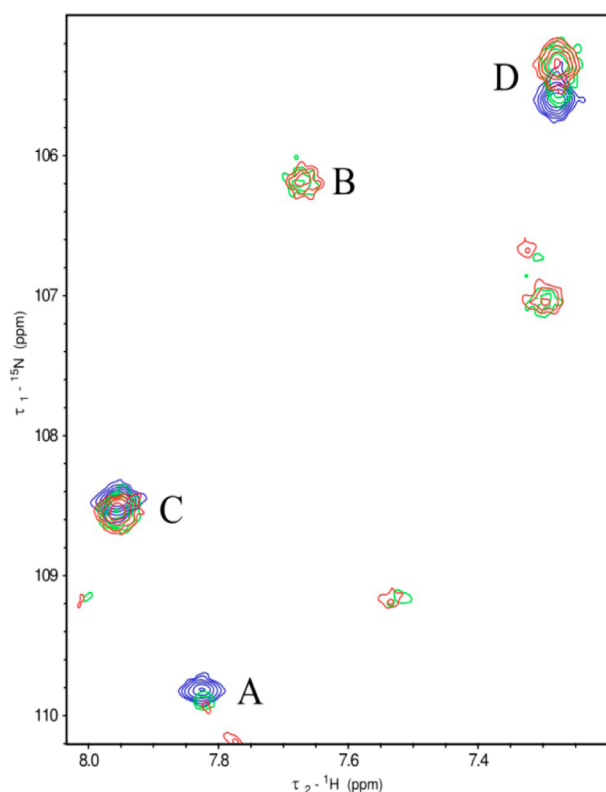 D
106
B
107
τ 1 - 15N (ppm)
108
C
109
A
110
8.0 7.8 7.6 7.4
τ 2 - 1H (ppm)